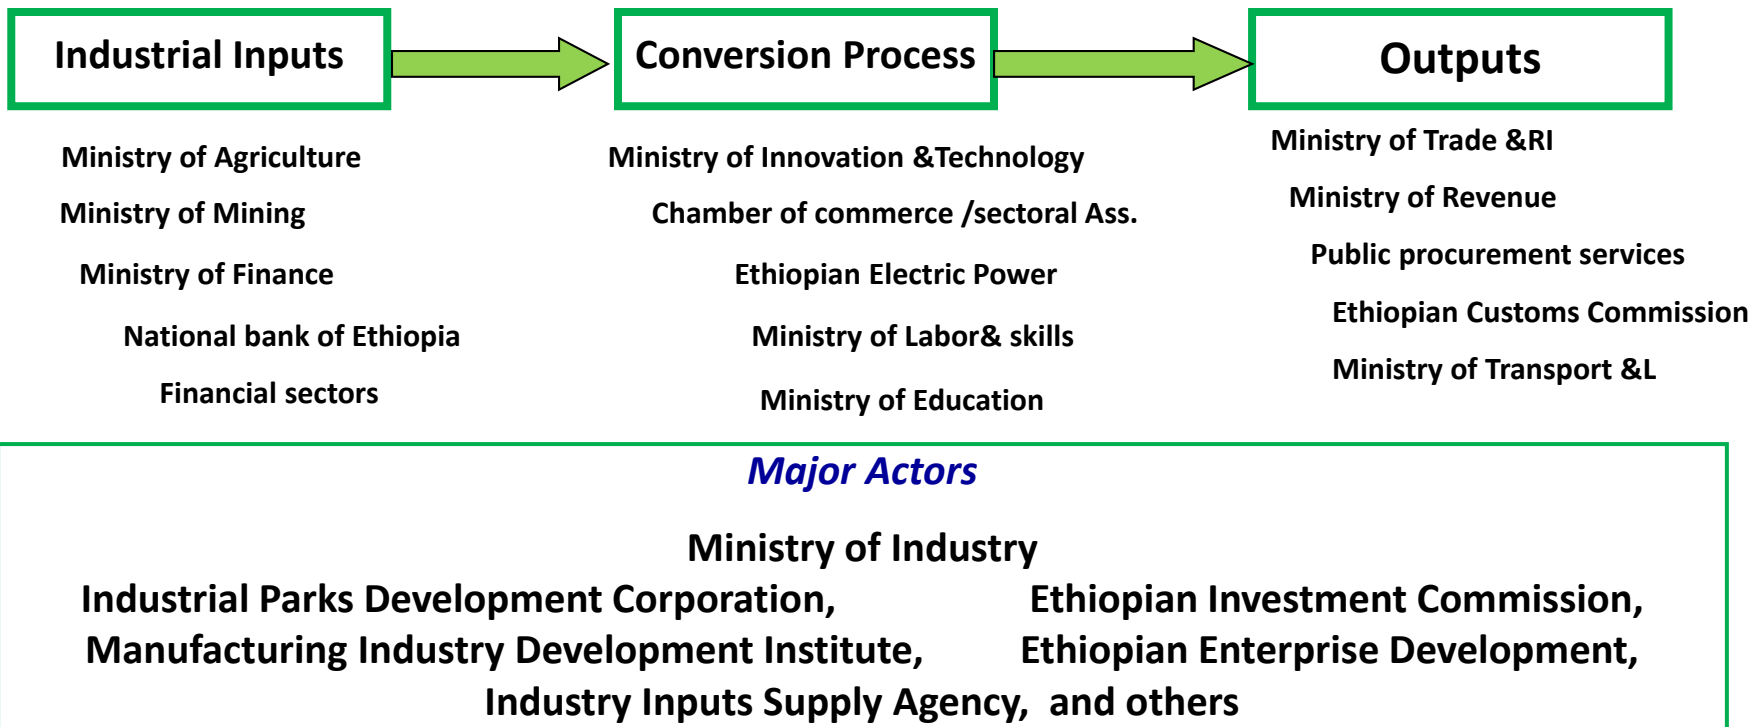 Industrial Inputs
Conversion Process
Outputs
Ministry of Agriculture
Ministry of Mining
Ministry of Finance
National bank of Ethiopia
Financial sectors
Ministry of Innovation &Technology
Chamber of commerce /sectoral Ass.
Ethiopian Electric Power
Ministry of Labor& skills
Ministry of Education
Ministry of Trade &RI
Ministry of Revenue
Public procurement services
Ethiopian Customs Commission
Ministry of Transport &L
Major Actors
Ministry of Industry
Industrial Parks Development Corporation, Ethiopian Investment Commission,
Manufacturing Industry Development Institute, Ethiopian Enterprise Development,
Industry Inputs Supply Agency, and others